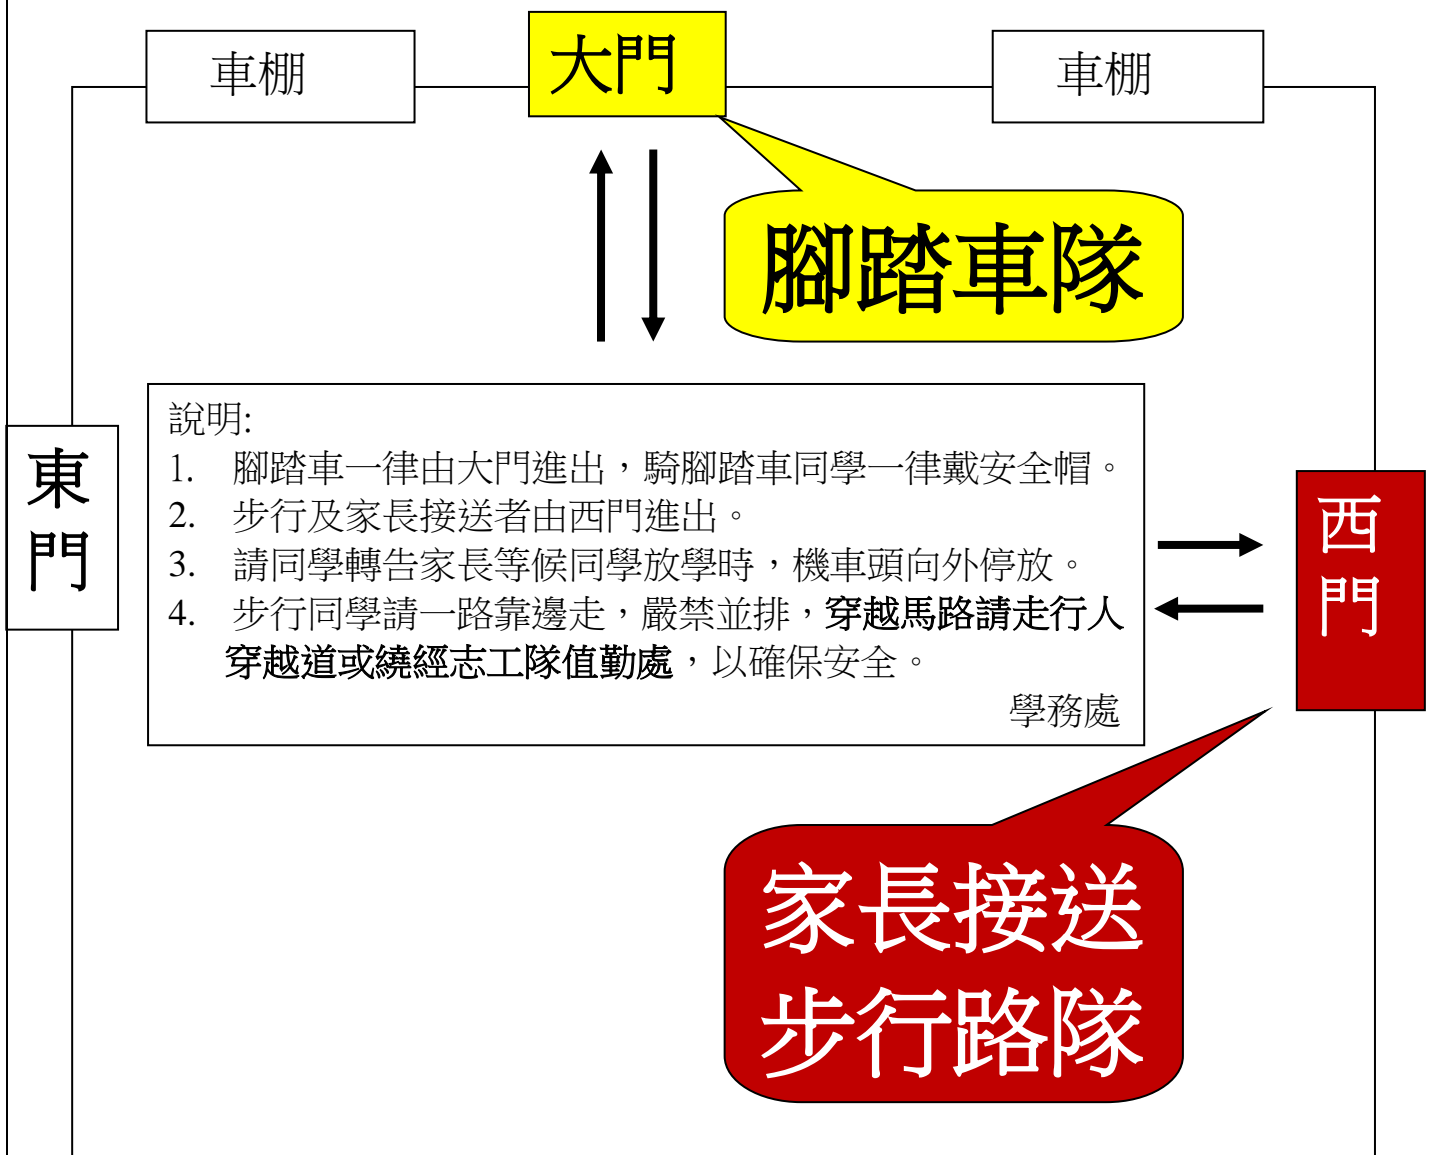 車棚
大門
車棚
腳踏車隊
說明:
1. 腳踏車一律由大門進出，騎腳踏車同學一律戴安全帽。
2. 步行及家長接送者由西門進出。
3. 請同學轉告家長等候同學放學時，機車頭向外停放。
4. 步行同學請一路靠邊走，嚴禁並排，穿越馬路請走行人
穿越道或繞經志工隊值勤處，以確保安全。
學務處
東
門
西
門
家長接送
步行路隊